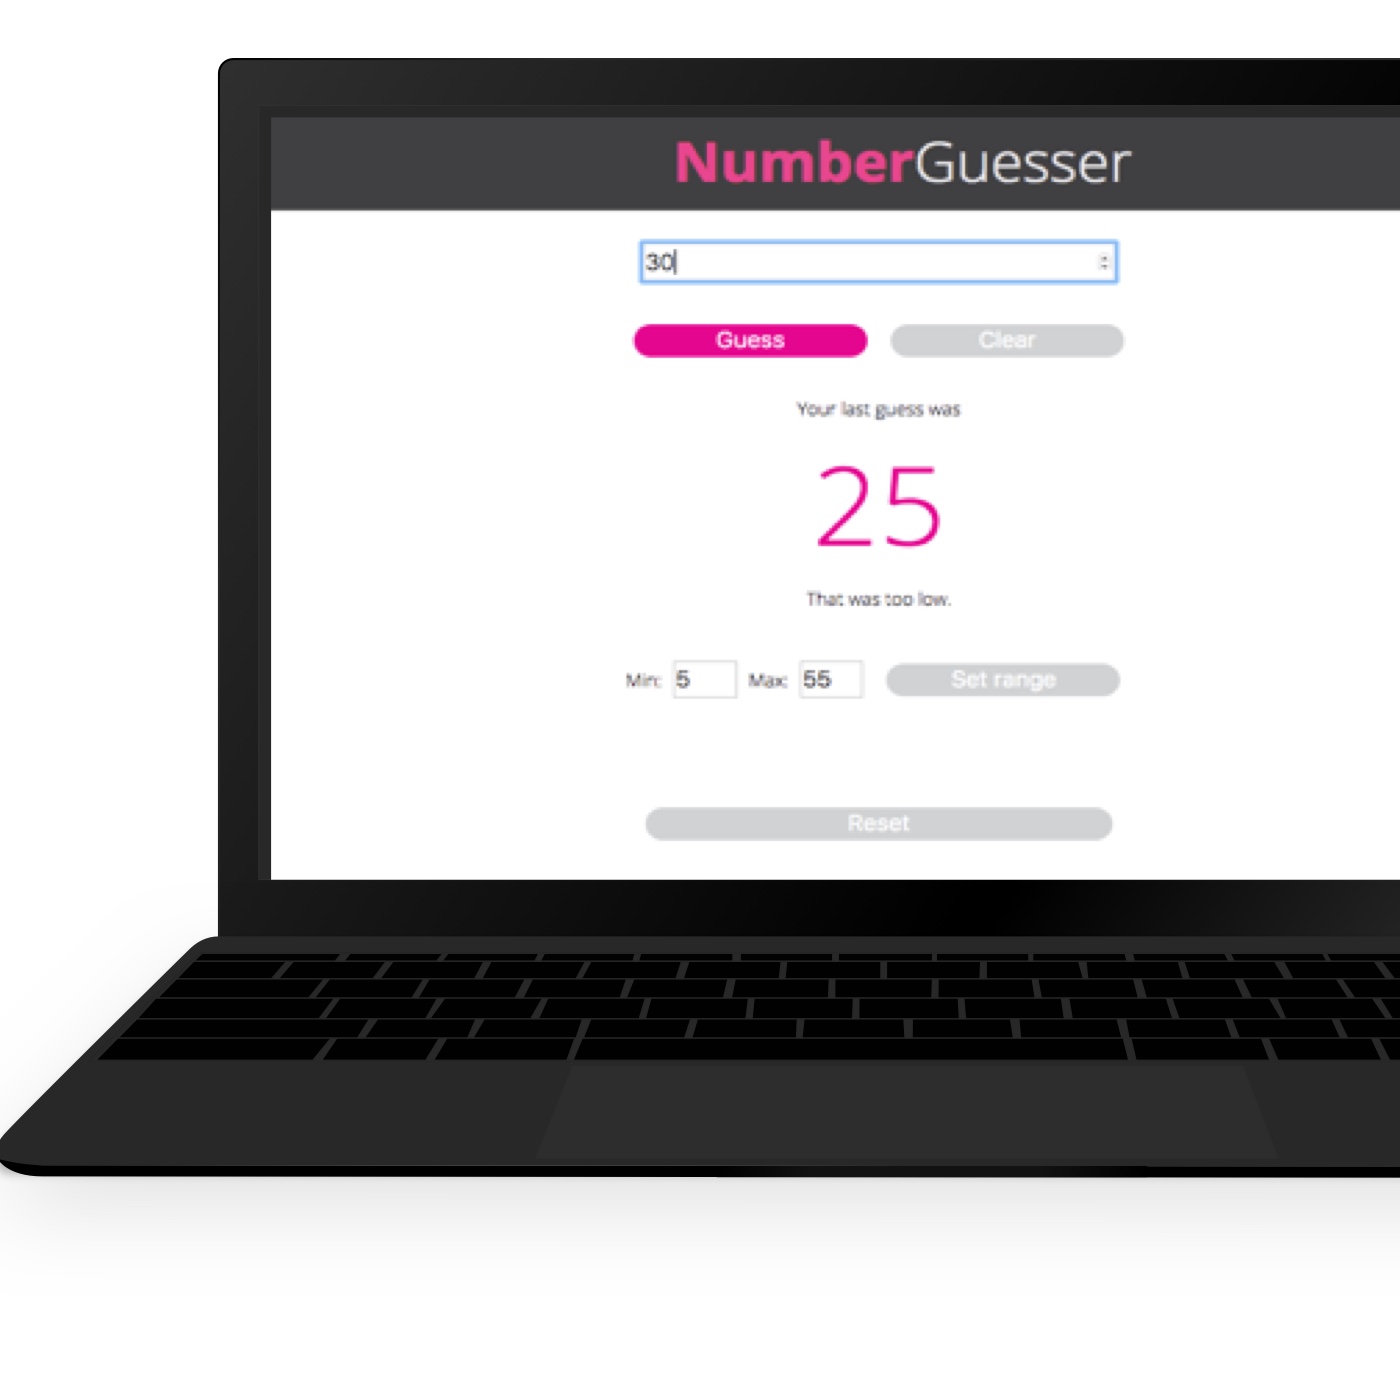 NumberGuesser
30
Guess Clear
Your last guess was
25
That was too low.
Min: 5 Max: 55 Set range
Reset